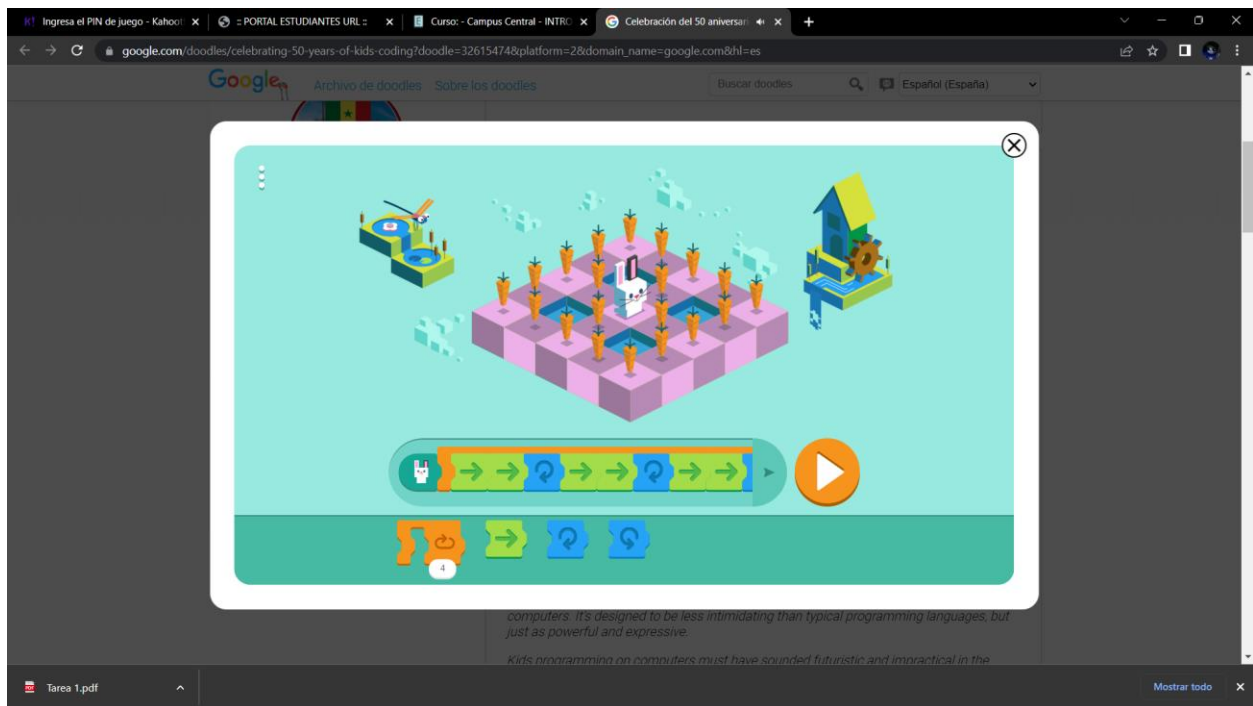 Ingresa el PIN de juego - Kahoot
:: PORTAL ESTUDIANTES URL ::
Curso: - Campus Central - INTRO
Celebración del 50 aniversari
google.com/doodles/celebrating-50-years-of-kids-coding?doodle=32615474&platform=2&domain_name=google.com&hl=es
Google
Archivo de doodles
Sobre los doodles
Buscar doodles
Español (España)
4
computers. It's designed to be less intimidating than typical programming languages, but
just as powerful and expressive.
Kids programming on computers must have sounded futuristic and impractical in the
Tarea 1.pdf
Mostrar todo